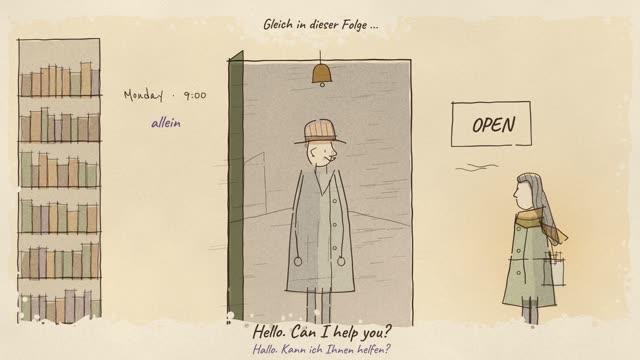 Gleich in dieser Folge ...
Monday · 9:00
allein
OPEN
Hello. Can I help you?
Hallo. Kann ich Ihnen helfen?